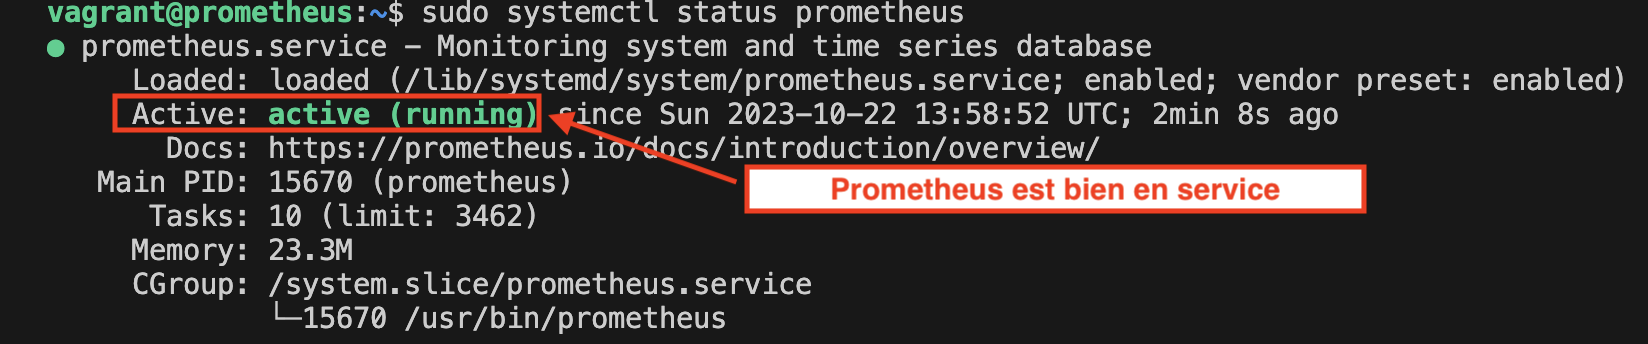 vagrant@prometheus:~$ sudo systemctl status prometheus
● prometheus.service - Monitoring system and time series database
Loaded: loaded (/lib/systemd/system/prometheus.service; enabled; vendor preset: enabled)
Active: active (running) since Sun 2023-10-22 13:58:52 UTC; 2min 8s ago
Docs: https://prometheus.io/docs/introduction/overview/
Main PID: 15670 (prometheus)
Prometheus est bien en service
Tasks: 10 (limit: 3462)
Memory: 23.3M
CGroup: /system.slice/prometheus.service
└─15670 /usr/bin/prometheus